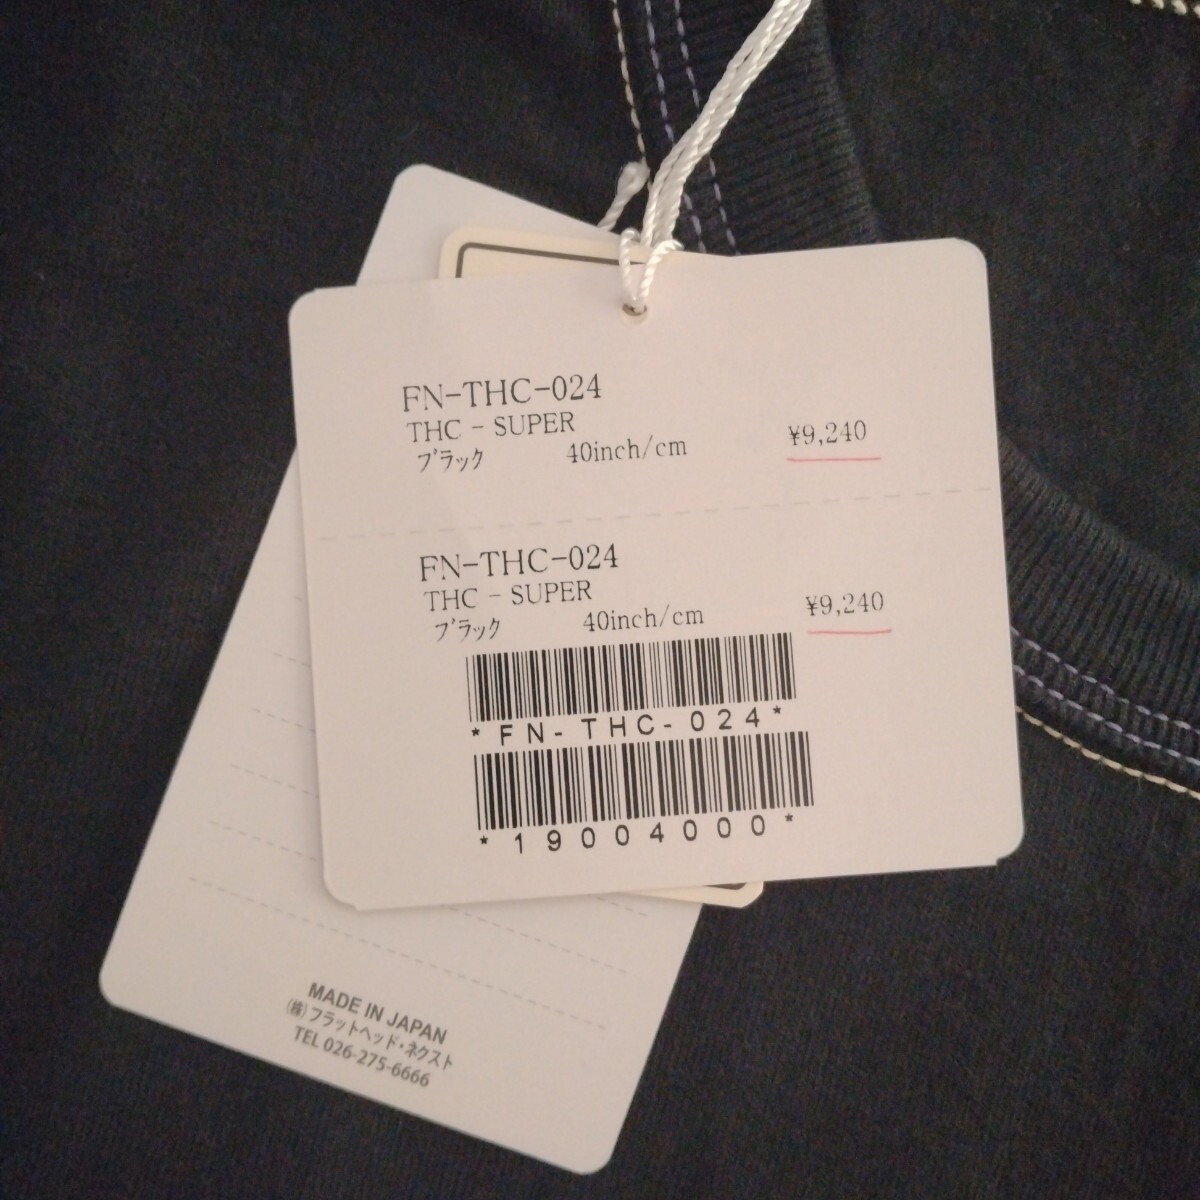 FN-THC-024
THC - SUPER
ﾌﾞﾗｯｸ 40inch/cm ¥9,240
FN-THC-024
THC - SUPER
ﾌﾞﾗｯｸ 40inch/cm ¥9,240
*FN-THC-024*
*19004000*
MADE IN JAPAN
㈱フラットヘッド・ネクスト
TEL 026-275-6666